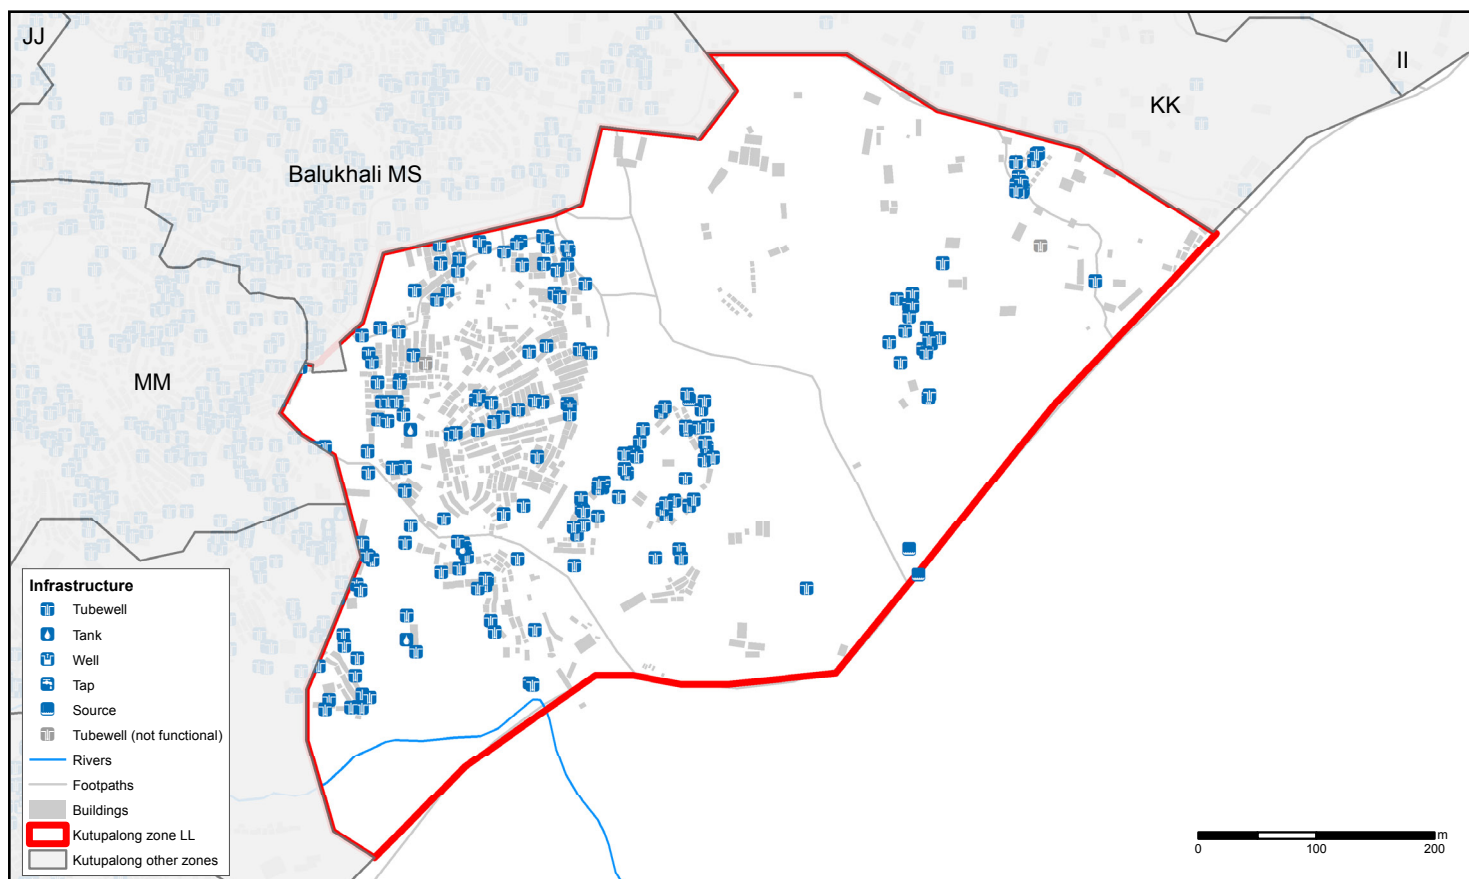 JJ
II
KK
Balukhali MS
MM
Infrastructure
Tubewell
Tank
Well
Tap
Source
Tubewell (not functional)
Rivers
Footpaths
Buildings
Kutupalong zone LL
Kutupalong other zones
m
0 100 200